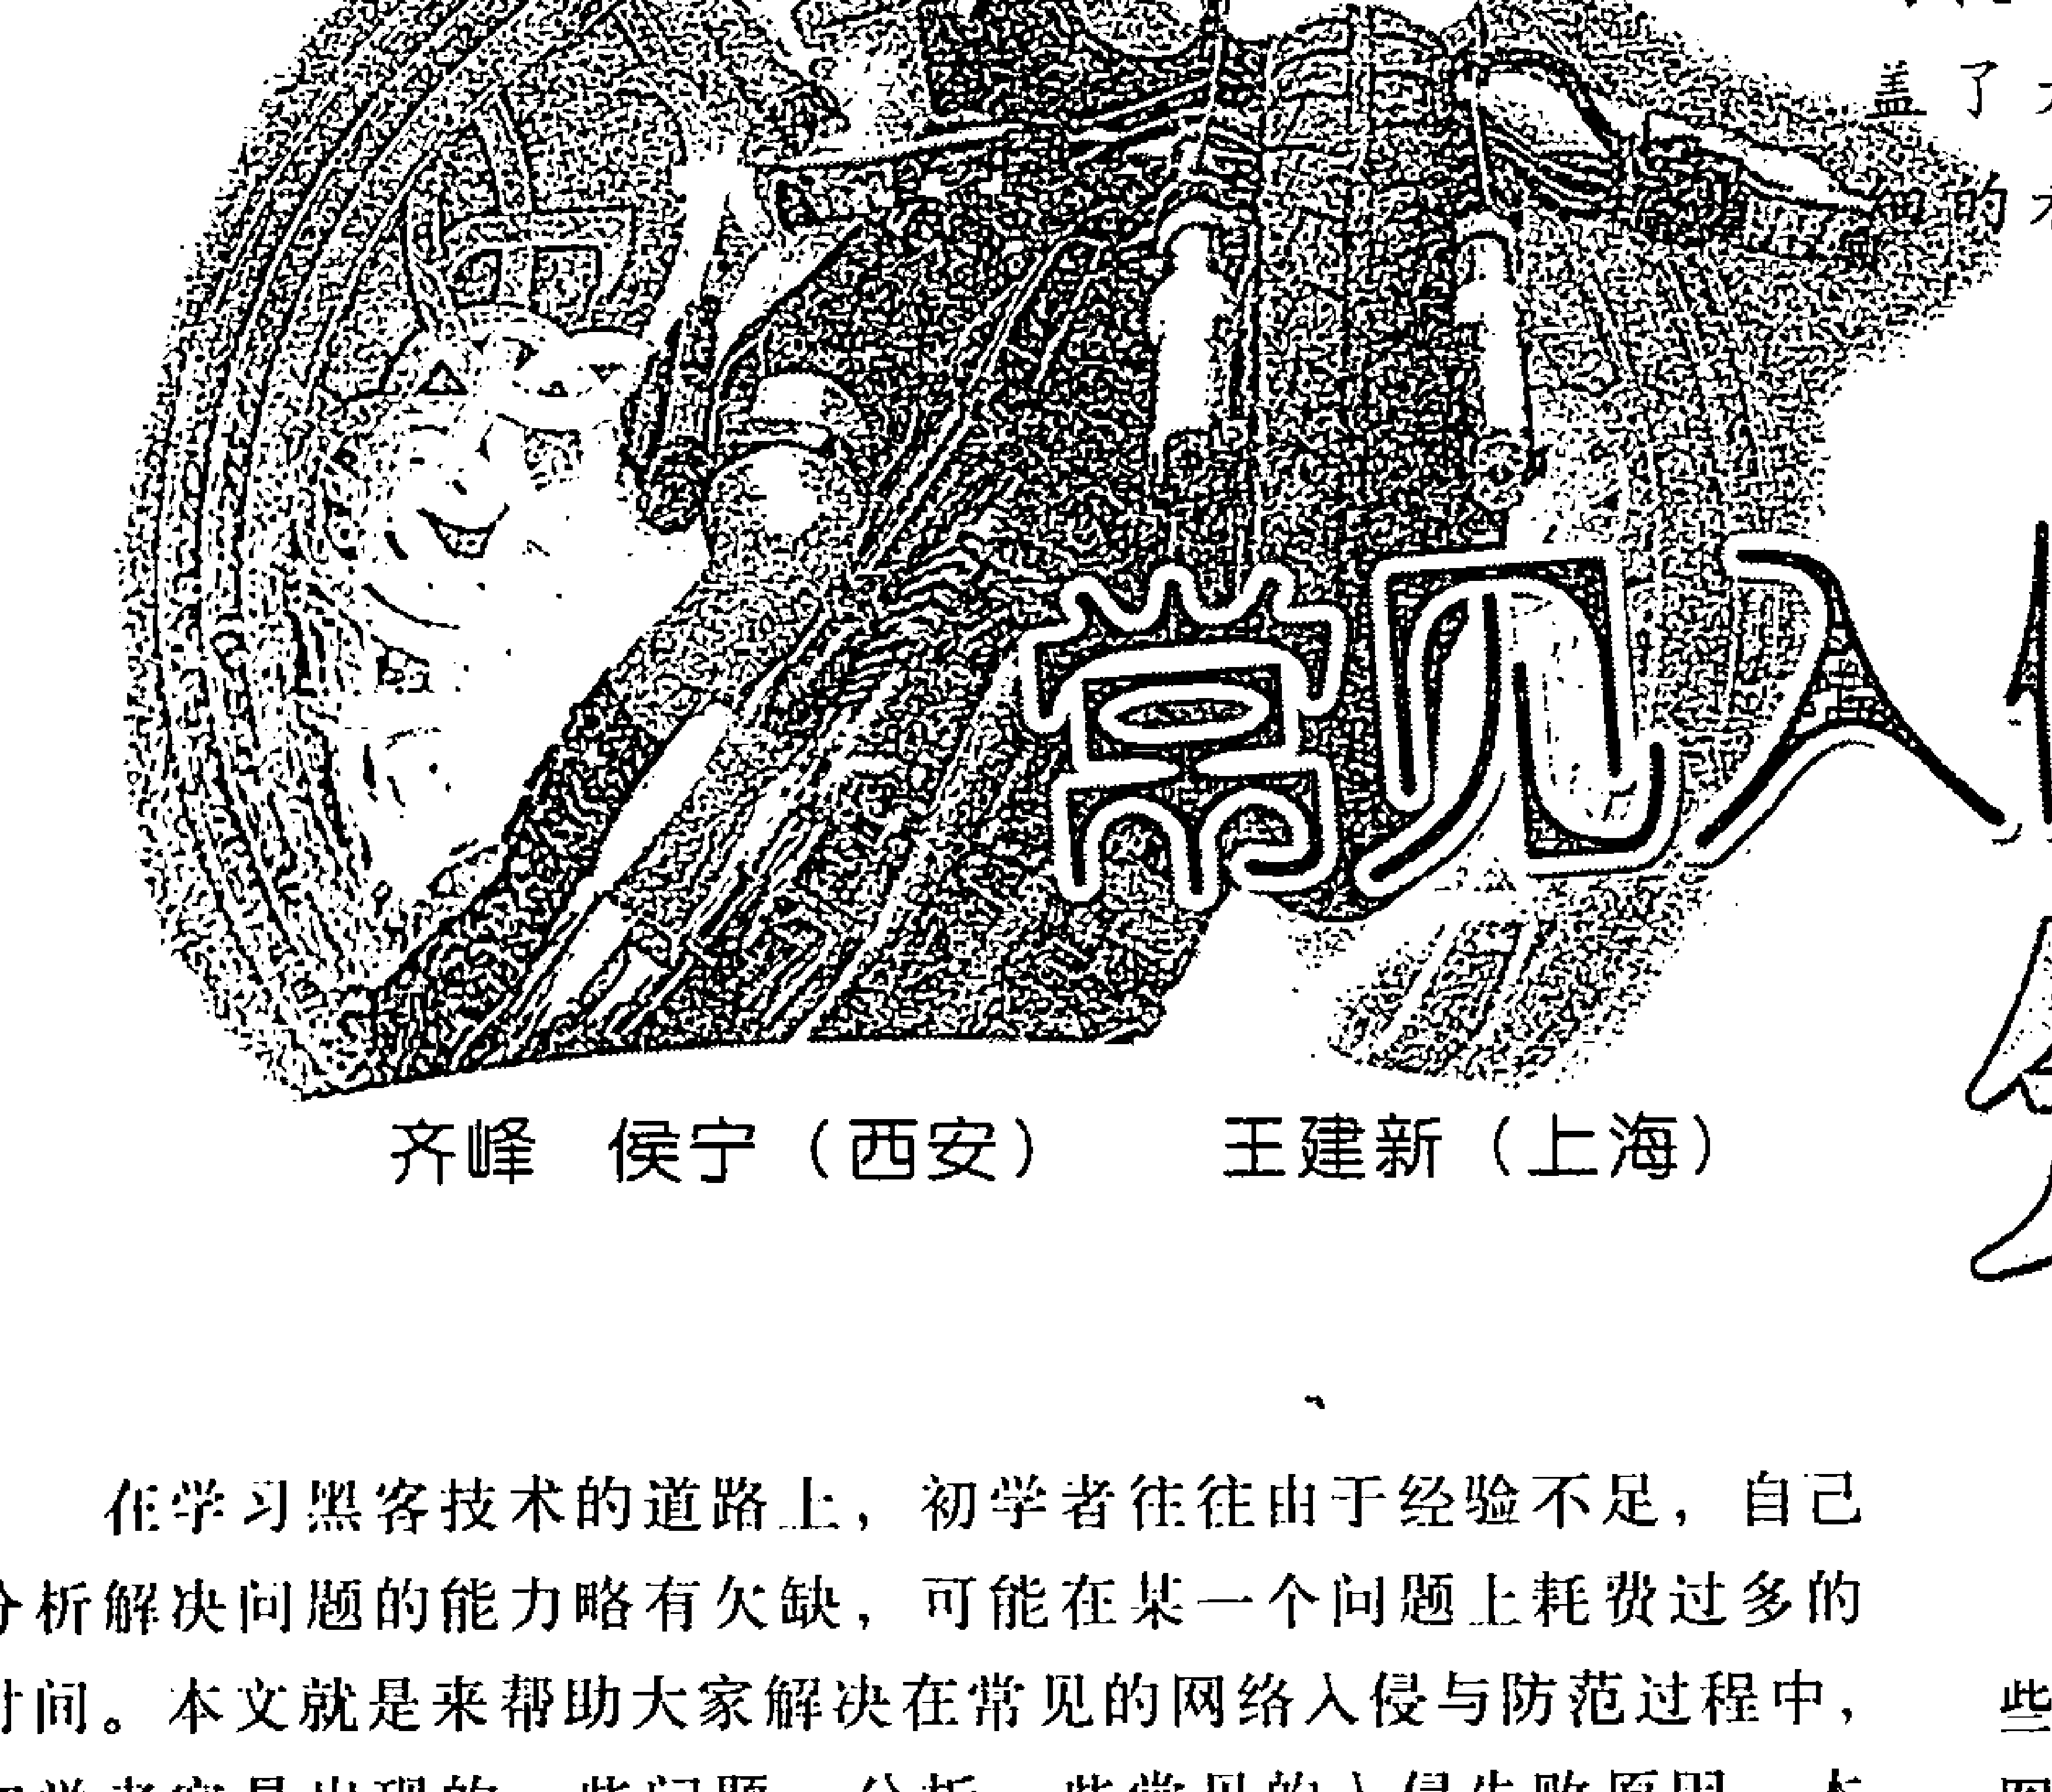 盖了
细的
常见入
齐峰 侯宁（西安） 王建新（上海）
在学习黑客技术的道路上，初学者往往由于经验不足，自己
分析解决问题的能力略有欠缺，可能在某一个问题上耗费过多的
时间。本文就是来帮助大家解决在常见的网络入侵与防范过程中，
些